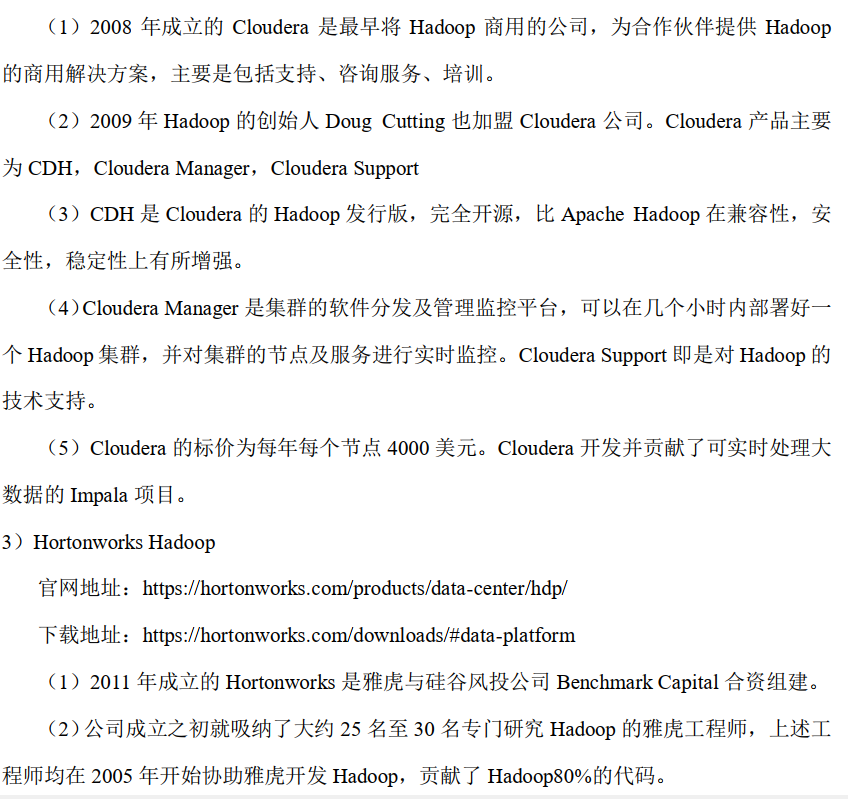 （1）2008 年成立的 Cloudera 是最早将 Hadoop 商用的公司，为合作伙伴提供 Hadoop
的商用解决方案，主要是包括支持、咨询服务、培训。
（2）2009 年 Hadoop 的创始人 Doug Cutting 也加盟 Cloudera 公司。Cloudera 产品主要
为 CDH，Cloudera Manager，Cloudera Support
（3）CDH 是 Cloudera 的 Hadoop 发行版，完全开源，比 Apache Hadoop 在兼容性，安
全性，稳定性上有所增强。
（4）Cloudera Manager 是集群的软件分发及管理监控平台，可以在几个小时内部署好一
个 Hadoop 集群，并对集群的节点及服务进行实时监控。Cloudera Support 即是对 Hadoop 的
技术支持。
（5）Cloudera 的标价为每年每个节点 4000 美元。Cloudera 开发并贡献了可实时处理大
数据的 Impala 项目。
3）Hortonworks Hadoop
官网地址：https://hortonworks.com/products/data-center/hdp/
下载地址：https://hortonworks.com/downloads/#data-platform
（1）2011 年成立的 Hortonworks 是雅虎与硅谷风投公司 Benchmark Capital 合资组建。
（2）公司成立之初就吸纳了大约 25 名至 30 名专门研究 Hadoop 的雅虎工程师，上述工
程师均在 2005 年开始协助雅虎开发 Hadoop，贡献了 Hadoop80%的代码。